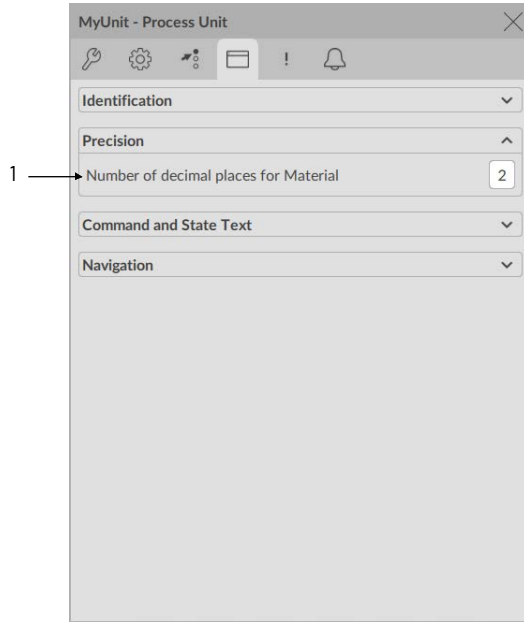 MyUnit - Process Unit
!
Identification
Precision
1
Number of decimal places for Material 2
Command and State Text
Navigation